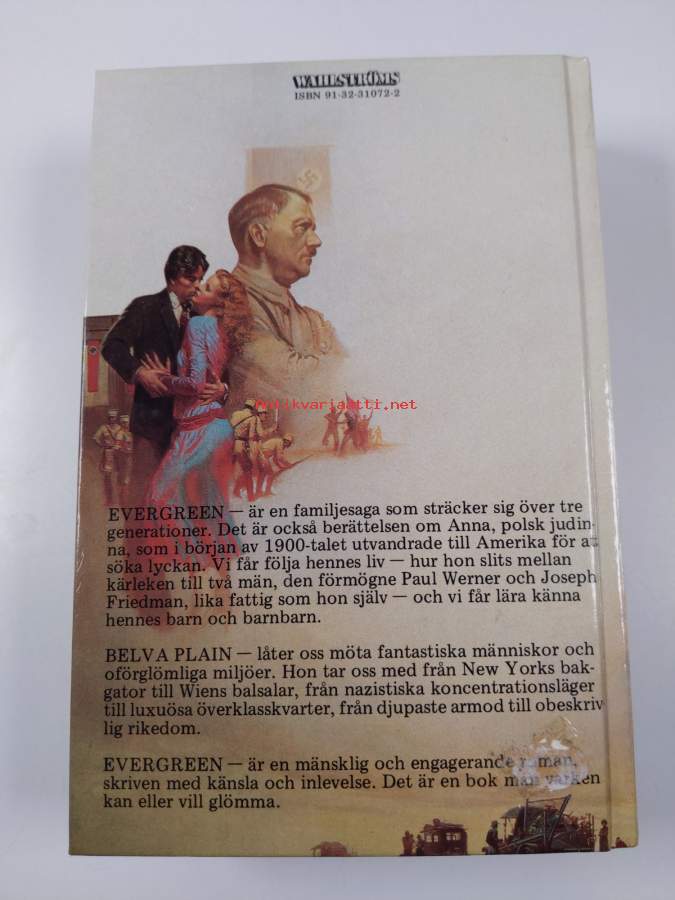 WAHLSTRÖMS
ISBN 91-32-31072-2
Antikvariaatti.net
EVERGREEN — är en familjesaga som sträcker sig över tre
generationer. Det är också berättelsen om Anna, polsk judin-
na, som i början av 1900-talet utvandrade till Amerika för att
söka lyckan. Vi får följa hennes liv — hur hon slits mellan
kärleken till två män, den förmögne Paul Werner och Joseph
Friedman, lika fattig som hon själv — och vi får lära känna
hennes barn och barnbarn.
BELVA PLAIN — låter oss möta fantastiska människor och
oförglömliga miljöer. Hon tar oss med från New Yorks bak-
gator till Wiens balsalar, från nazistiska koncentrationsläger
till luxuösa överklasskvarter, från djupaste armod till obeskriv
lig rikedom.
EVERGREEN — är en mänsklig och engagerande roman,
skriven med känsla och inlevelse. Det är en bok man varken
kan eller vill glömma.